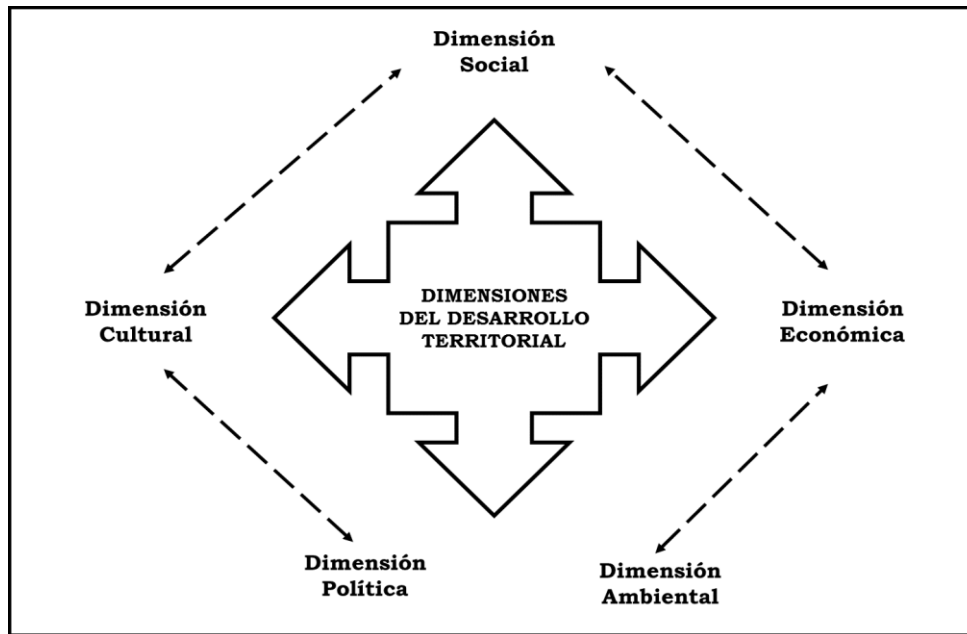 Dimensión
Social
Dimensión
Cultural
DIMENSIONES
DEL DESARROLLO
TERRITORIAL
Dimensión
Económica
Dimensión
Política
Dimensión
Ambiental